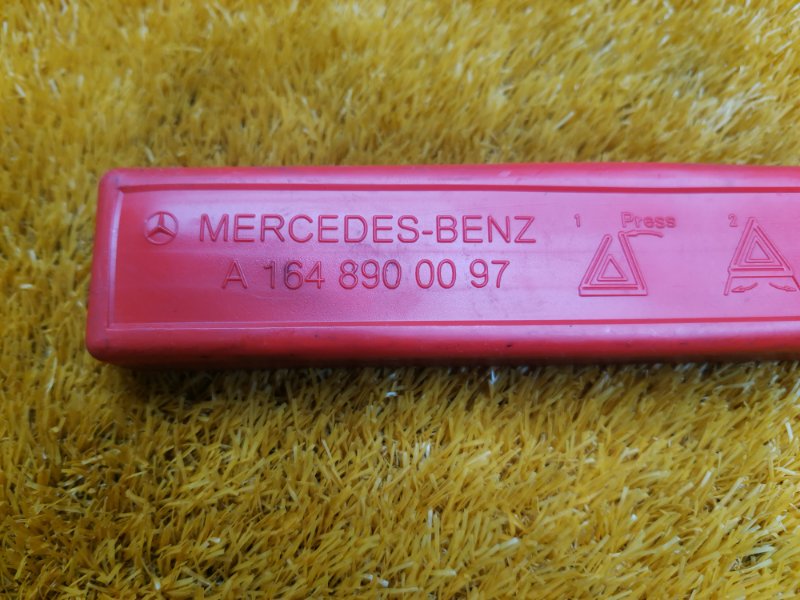 MERCEDES-BENZ
A 164 890 00 97
1 Press
2